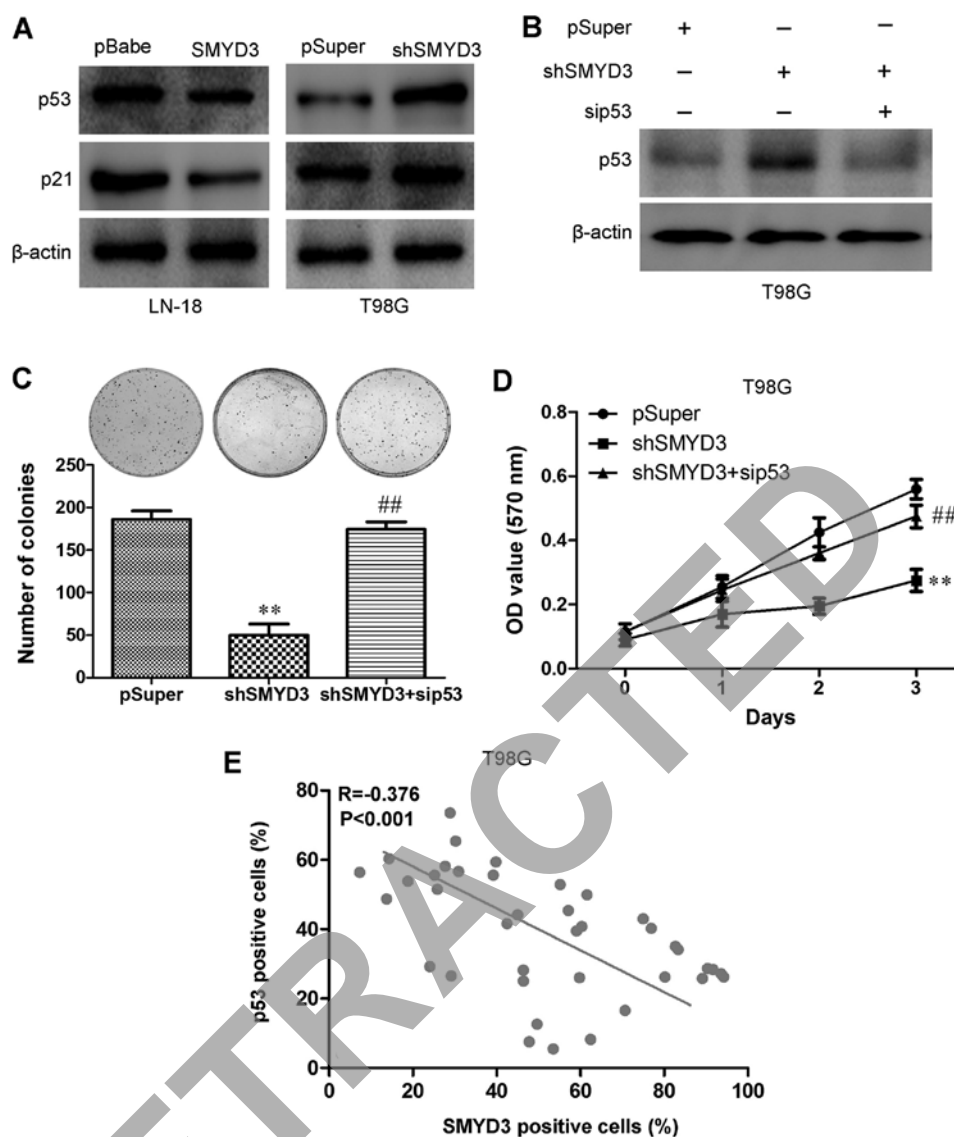 A
pBabe SMYD3 pSuper shSMYD3
p53
p21
β-actin
LN-18 T98G
B
pSuper + – –
shSMYD3 – + +
sip53 – – +
p53
β-actin
T98G
C
Number of colonies
250
200
150
100
50
0
**
##
pSuper shSMYD3 shSMYD3+sip53
D
T98G
pSuper
shSMYD3
shSMYD3+sip53
OD value (570 nm)
0.8
0.6
0.4
0.2
0.0
##
**
0 1 2 3
Days
E
T98G
R=-0.376
P<0.001
p53 positive cells (%)
80
60
40
20
0
0 20 40 60 80 100
SMYD3 positive cells (%)
TRACTED